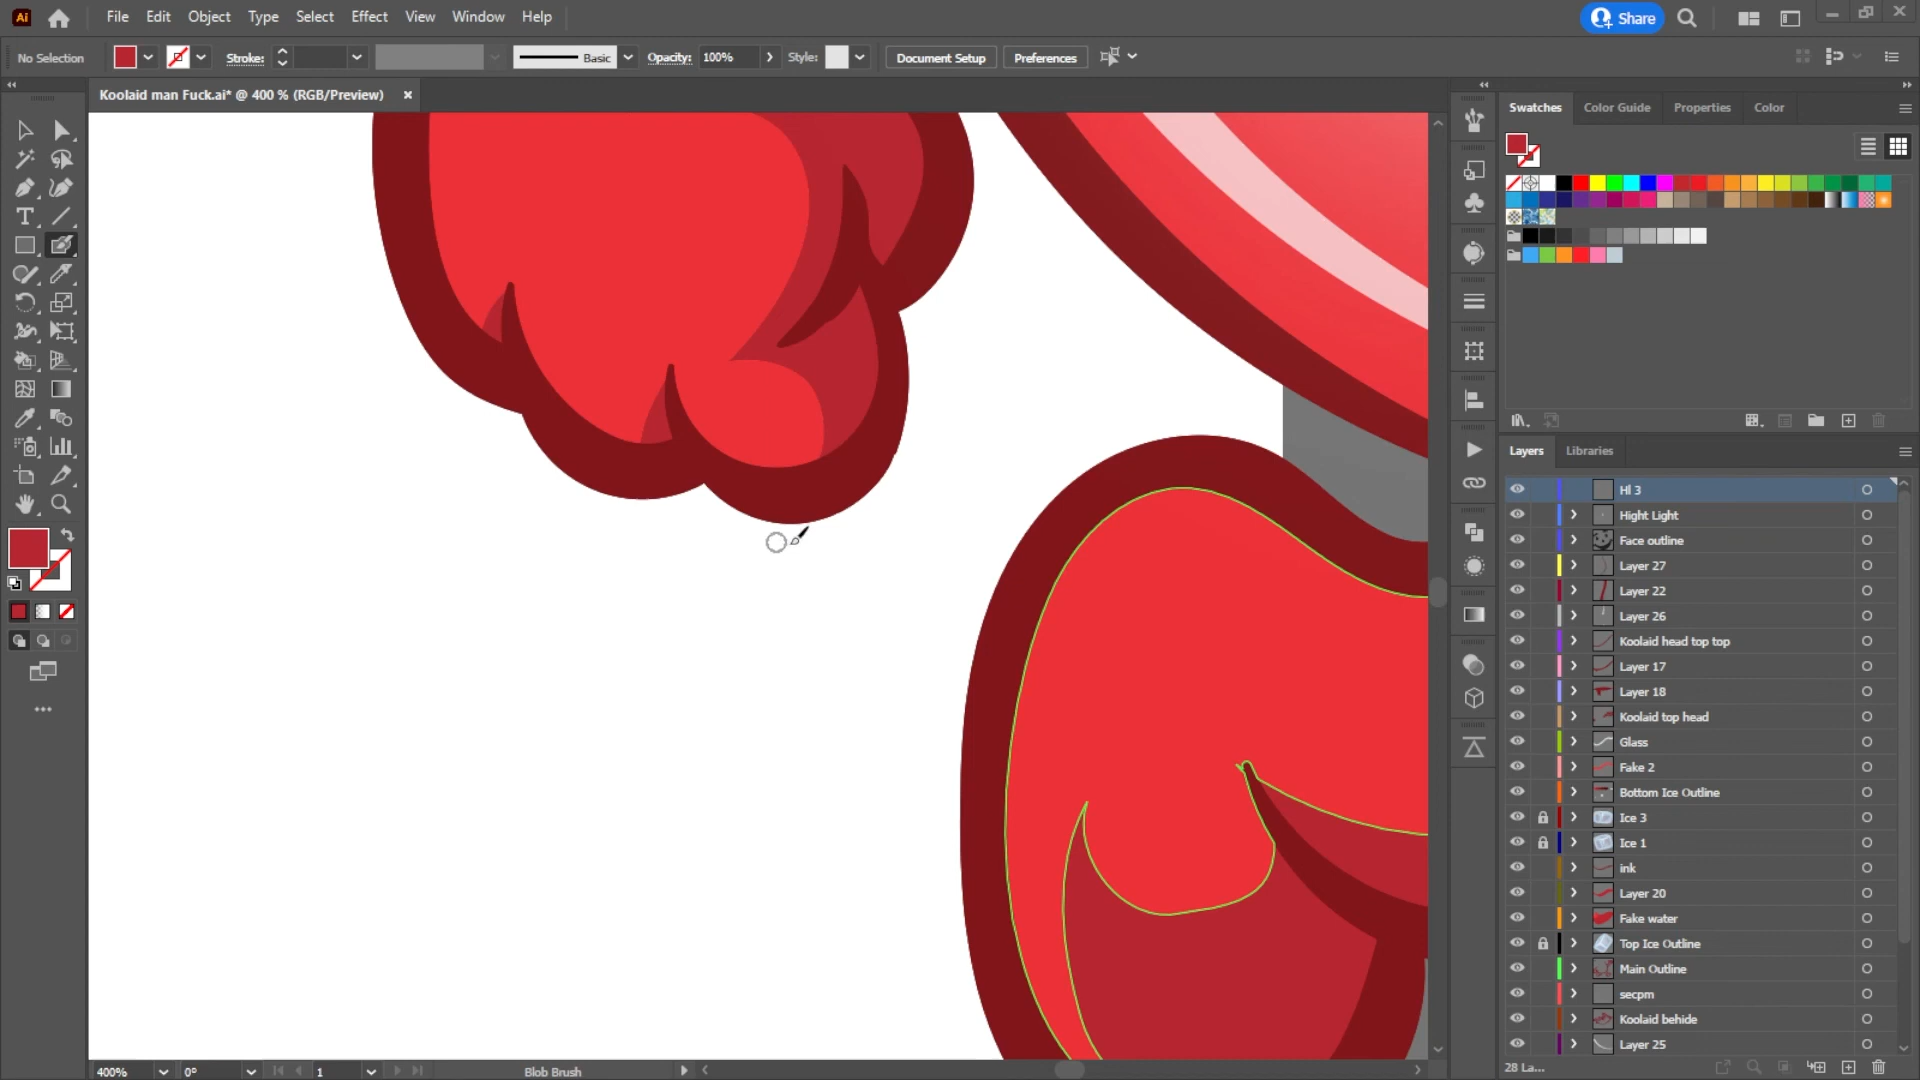 Ai File Edit Object Type Select Effect View Window Help Share
No Selection Stroke: Basic Opacity: 100% Style: Document Setup Preferences
Koolaid man Fuck.ai* @ 400 % (RGB/Preview) ×
Swatches Color Guide Properties Color
Layers Libraries
Hl 3
Hight Light
Face outline
Layer 27
Layer 22
Layer 26
Koolaid head top top
Layer 17
Layer 18
Koolaid top head
Glass
Fake 2
Bottom Ice Outline
Ice 3
Ice 1
ink
Layer 20
Fake water
Top Ice Outline
Main Outline
secpm
Koolaid behide
Layer 25
28 La...
400% 0° 1 Blob Brush